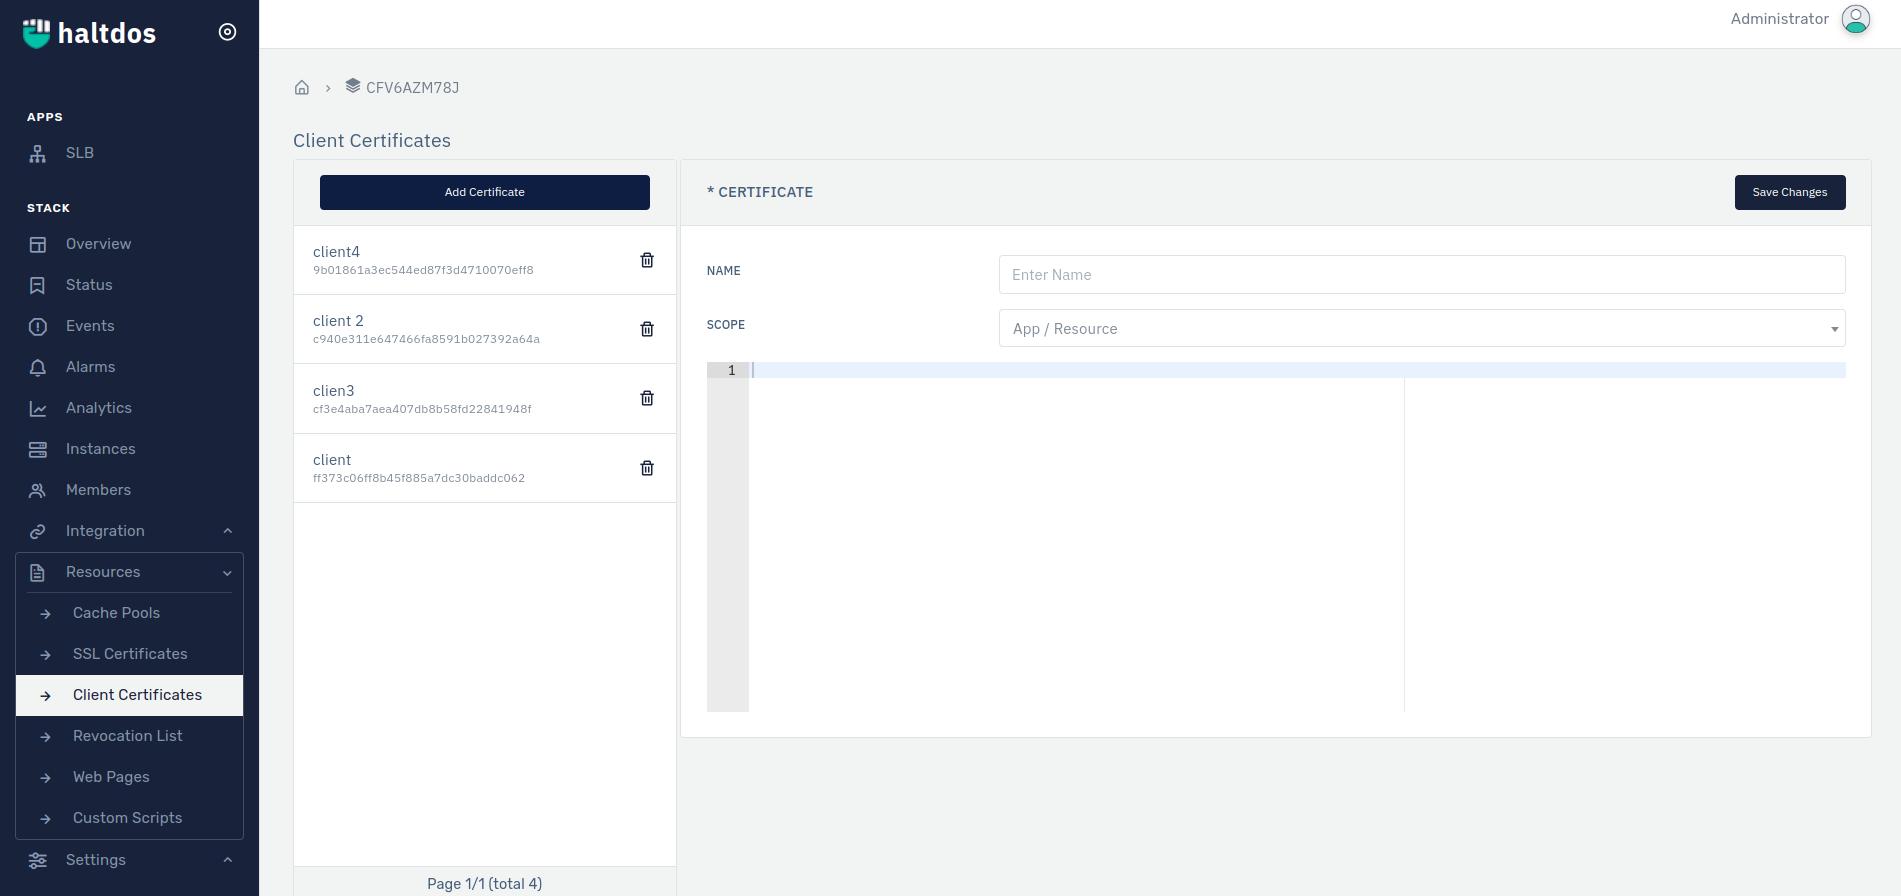 haltdos
Administrator
APPS
SLB
STACK
Overview
Status
Events
Alarms
Analytics
Instances
Members
Integration
Resources
Cache Pools
SSL Certificates
Client Certificates
Revocation List
Web Pages
Custom Scripts
Settings
CFV6AZM78J
Client Certificates
Add Certificate
client4
9b01861a3ec544ed87f3d4710070eff8
client 2
c940e311e647466fa8591b027392a64a
clien3
cf3e4aba7aea407db8b58fd22841948f
client
ff373c06ff8b45f885a7dc30baddc062
Page 1/1 (total 4)
* CERTIFICATE
Save Changes
NAME
Enter Name
SCOPE
App / Resource
1